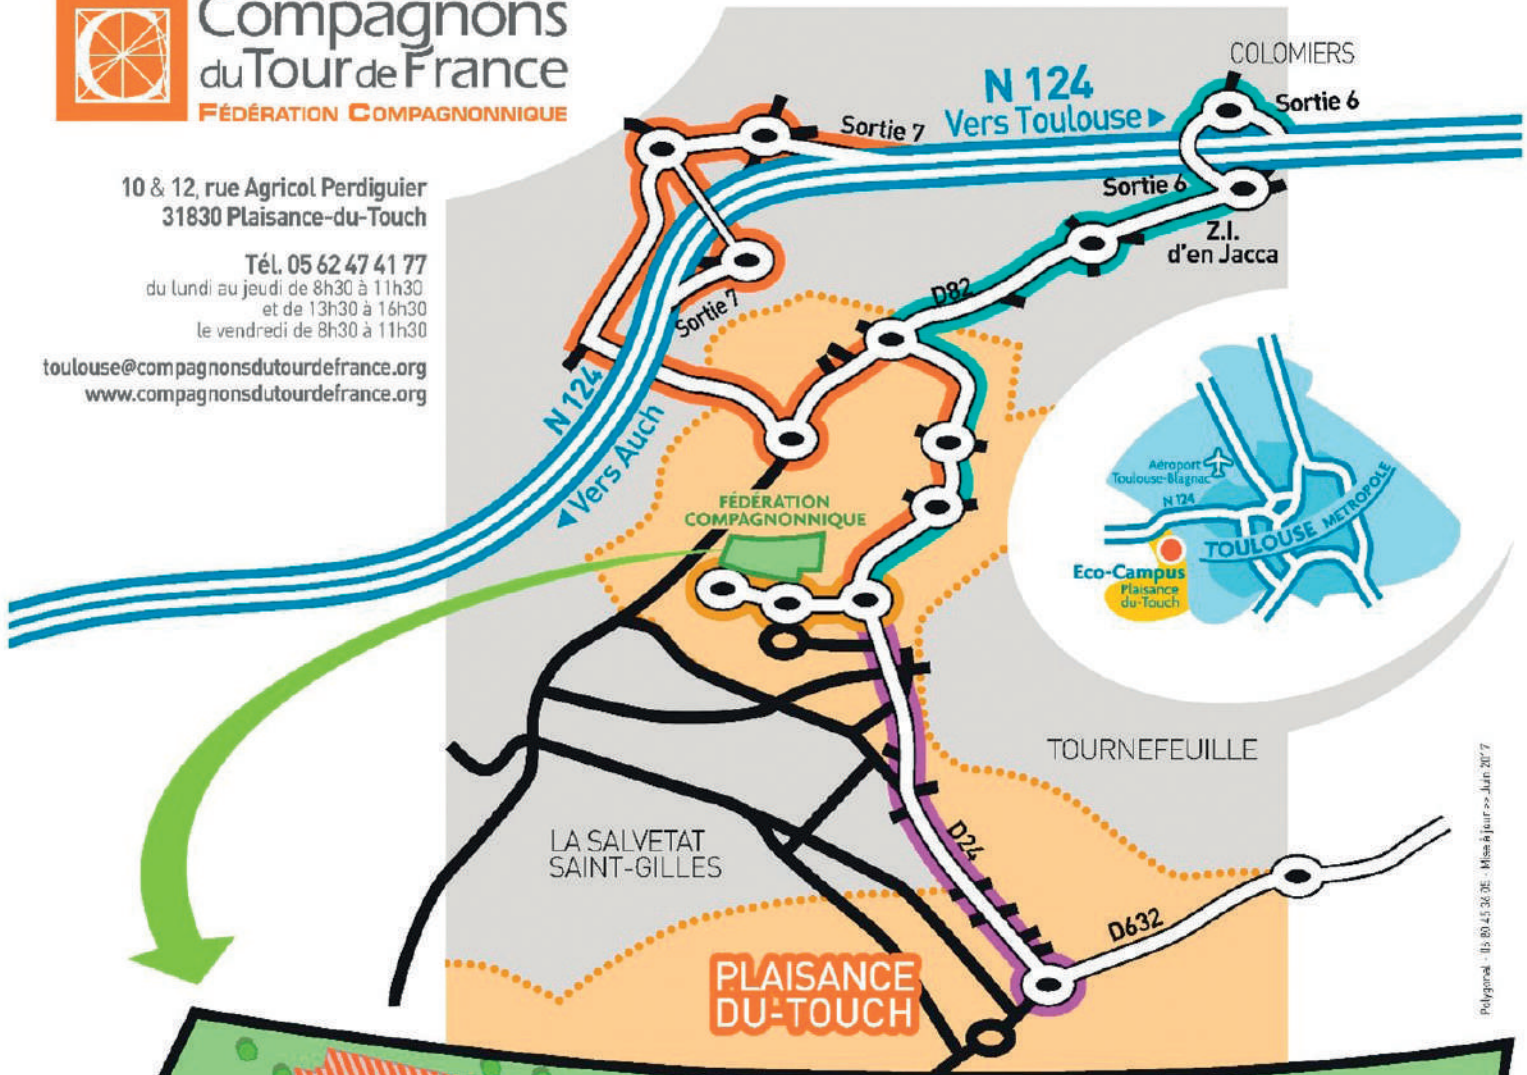 Compagnons
du Tour de France
FÉDÉRATION COMPAGNONNIQUE
10 & 12, rue Agricol Perdiguier
31830 Plaisance-du-Touch
Tél. 05 62 47 41 77
du lundi au jeudi de 8h30 à 11h30
et de 13h30 à 16h30
le vendredi de 8h30 à 11h30
toulouse@compagnonsdutourdefrance.org
www.compagnonsdutourdefrance.org
COLOMIERS
N 124
Vers Toulouse
Sortie 6
Sortie 7
Sortie 6
Z.I.
d'en Jacca
D82
Sortie 7
N 124
Vers Auch
FÉDÉRATION
COMPAGNONNIQUE
Aéroport
Toulouse-Blagnac
N 124
TOULOUSE MÉTROPOLE
Eco-Campus
Plaisance
du-Touch
TOURNEFEUILLE
LA SALVETAT
SAINT-GILLES
D24
D632
PLAISANCE
DU-TOUCH
Mise à jour >> Juin 2017